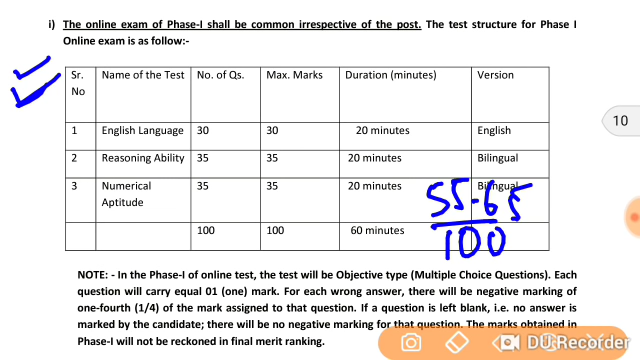 i) The online exam of Phase-I shall be common irrespective of the post. The test structure for Phase I
Online exam is as follow:-
Sr. No Name of the Test No. of Qs. Max. Marks Duration (minutes) Version
1 English Language 30 30 20 minutes English
2 Reasoning Ability 35 35 20 minutes Bilingual
3 Numerical Aptitude 35 35 20 minutes Bilingual
100 100 60 minutes
55-65
100
10
NOTE: - In the Phase-I of online test, the test will be Objective type (Multiple Choice Questions). Each
question will carry equal 01 (one) mark. For each wrong answer, there will be negative marking of
one-fourth (1/4) of the mark assigned to that question. If a question is left blank, i.e. no answer is
marked by the candidate; there will be no negative marking for that question. The marks obtained in
Phase-I will not be reckoned in final merit ranking.
DU Recorder